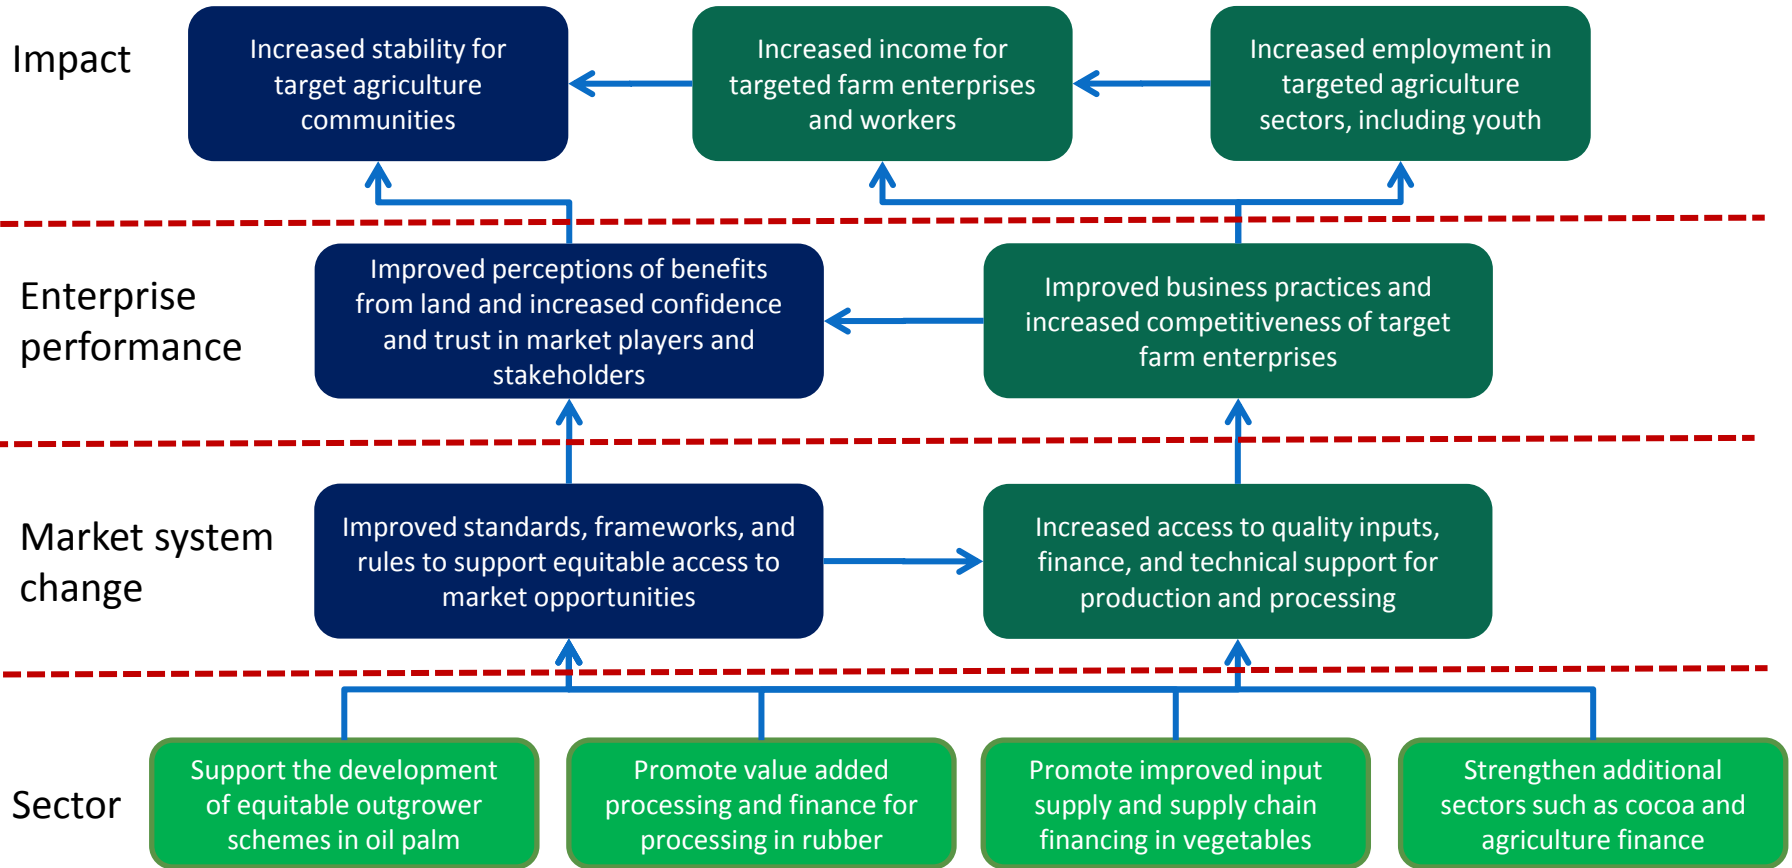 Impact
Increased stability for
target agriculture
communities
Increased income for
targeted farm enterprises
and workers
Increased employment in
targeted agriculture
sectors, including youth
Enterprise
performance
Improved perceptions of benefits
from land and increased confidence
and trust in market players and
stakeholders
Improved business practices and
increased competitiveness of target
farm enterprises
Market system
change
Improved standards, frameworks, and
rules to support equitable access to
market opportunities
Increased access to quality inputs,
finance, and technical support for
production and processing
Sector
Support the development
of equitable outgrower
schemes in oil palm
Promote value added
processing and finance for
processing in rubber
Promote improved input
supply and supply chain
financing in vegetables
Strengthen additional
sectors such as cocoa and
agriculture finance